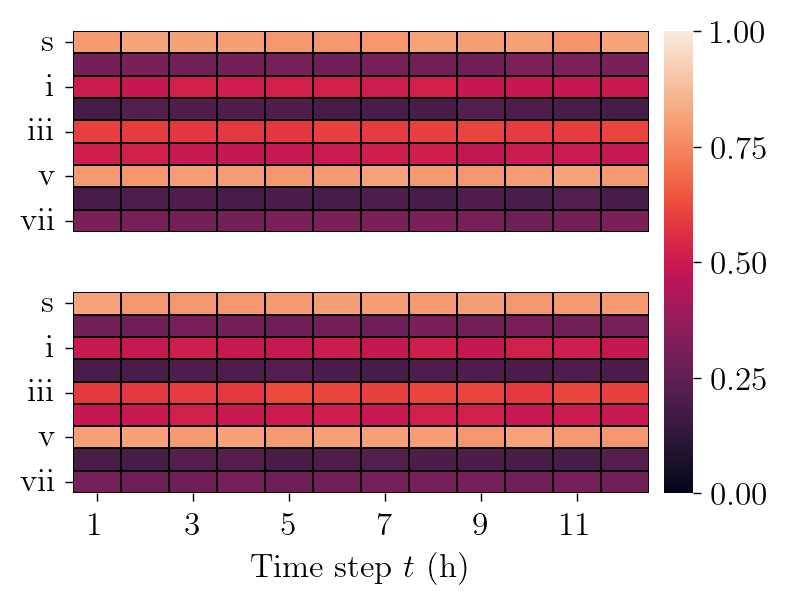 s
i
iii
v
vii
s
i
iii
v
vii
1 3 5 7 9 11
Time step t (h)
1.00
0.75
0.50
0.25
0.00